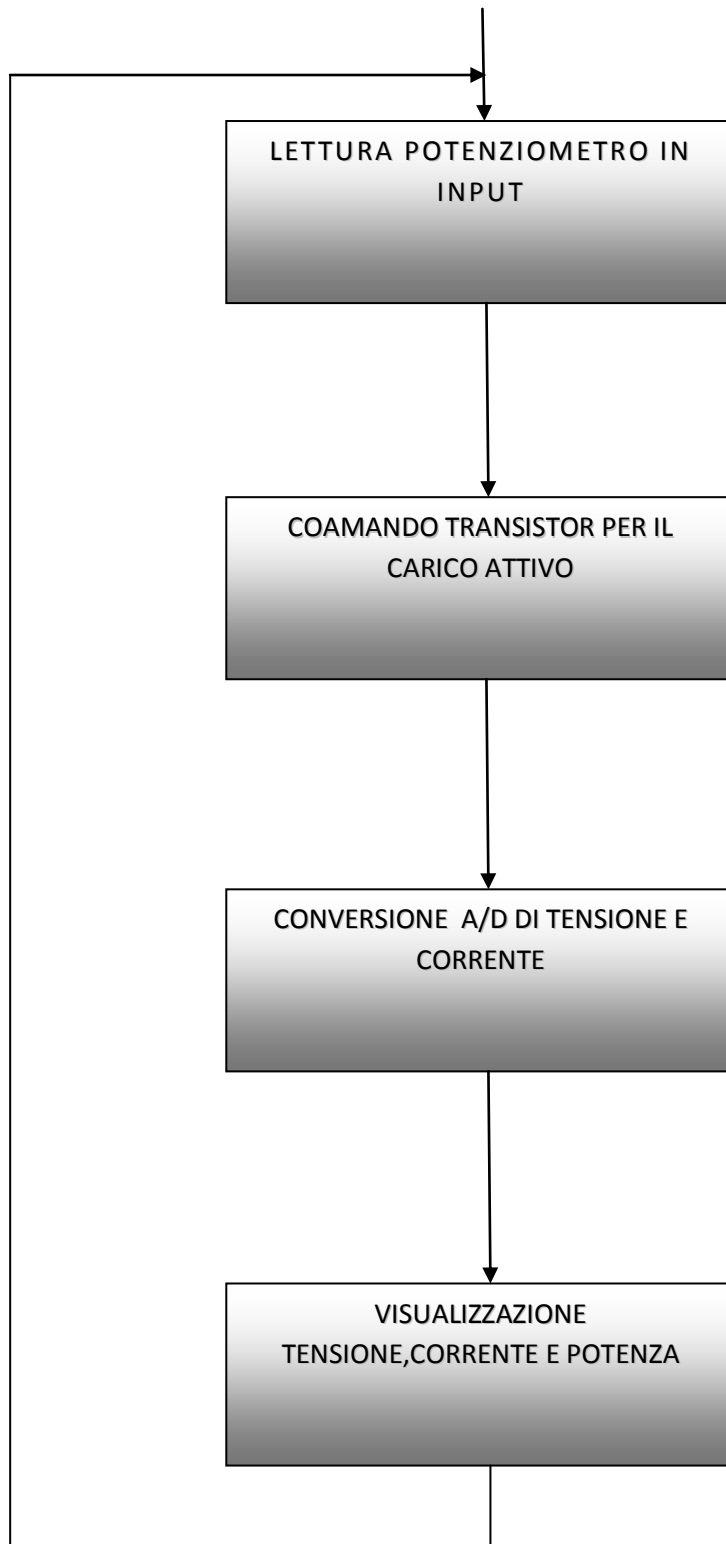 LETTURA POTENZIOMETRO IN
INPUT
COAMANDO TRANSISTOR PER IL
CARICO ATTIVO
CONVERSIONE A/D DI TENSIONE E
CORRENTE
VISUALIZZAZIONE
TENSIONE,CORRENTE E POTENZA